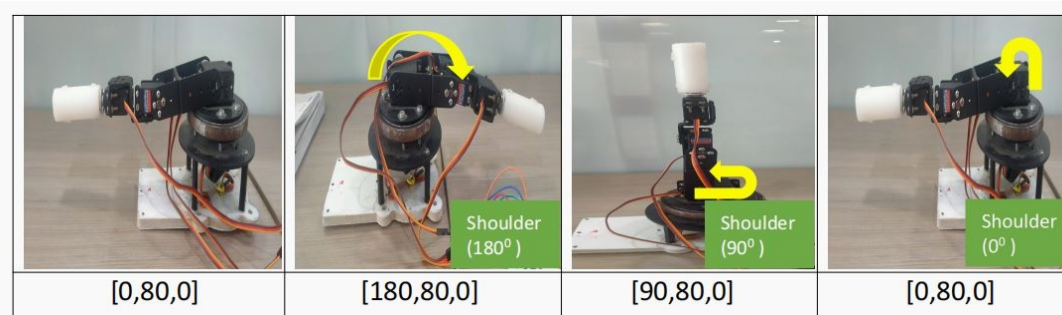 Shoulder
(180⁰ )
Shoulder
(90⁰ )
Shoulder
(0⁰ )
[0,80,0]
[180,80,0]
[90,80,0]
[0,80,0]